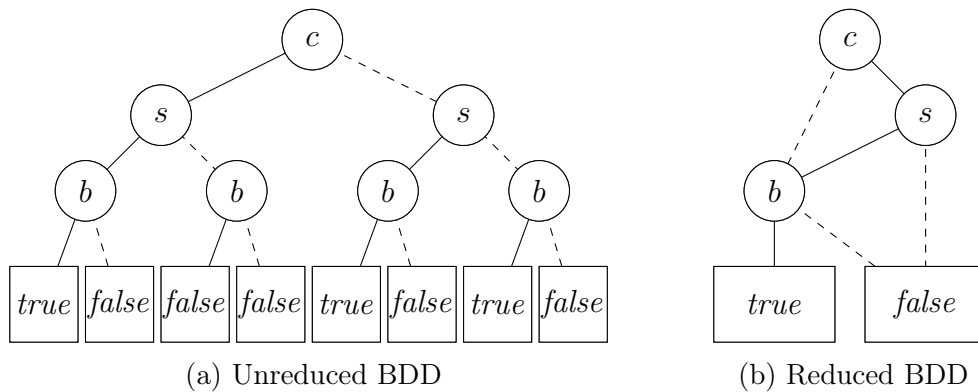 c
c
s
s
s
b
b
b
b
b
true
false
false
false
true
false
true
false
true
false
(a) Unreduced BDD
(b) Reduced BDD